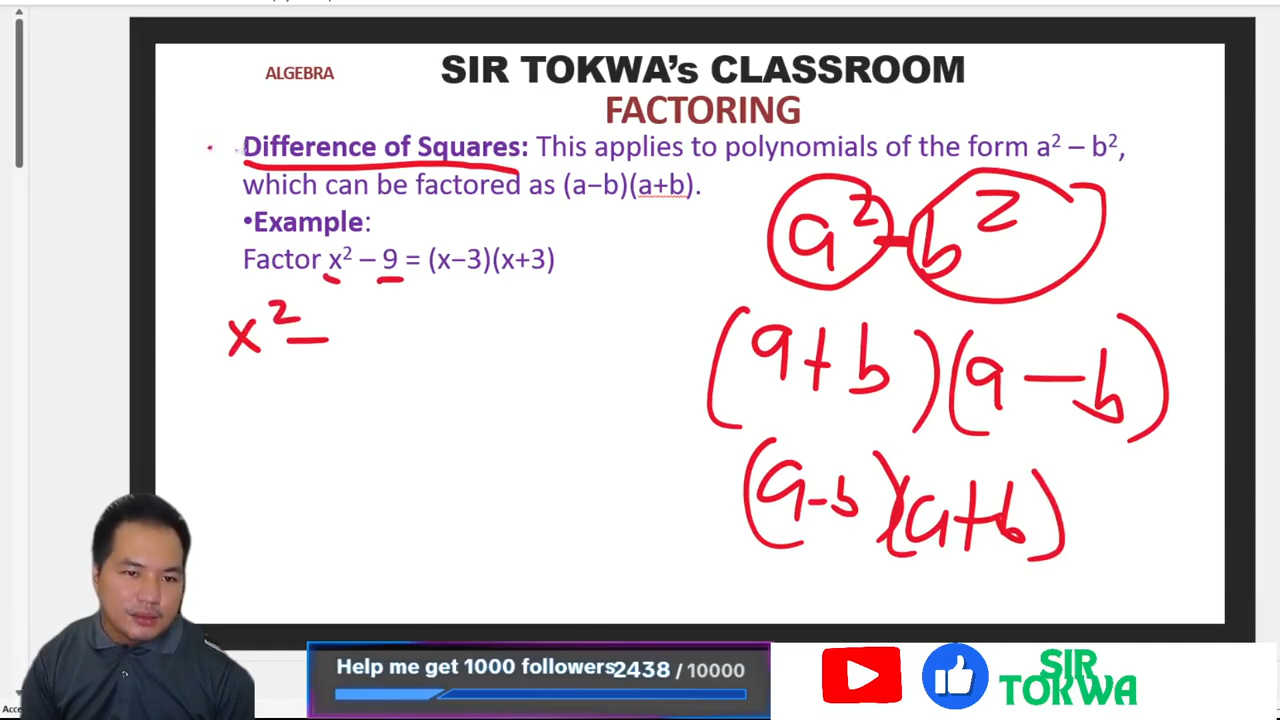 ALGEBRA
SIR TOKWA's CLASSROOM
FACTORING
Difference of Squares: This applies to polynomials of the form a² – b²,
which can be factored as (a−b)(a+b).
•Example:
Factor x² – 9 = (x−3)(x+3)
a² - b²
x² –
(a + b)(a – b)
(a - b)(a + b)
Help me get 1000 followers 2438 / 10000
SIR
TOKWA
Acce